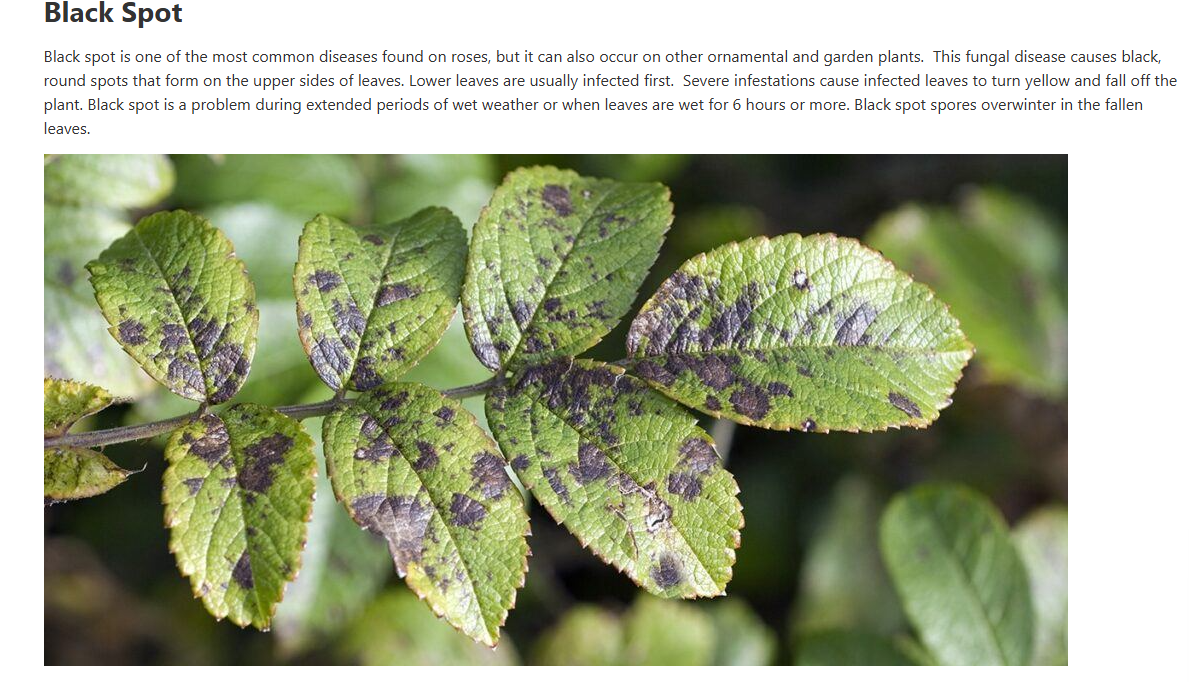 Black Spot
Black spot is one of the most common diseases found on roses, but it can also occur on other ornamental and garden plants.  This fungal disease causes black,
round spots that form on the upper sides of leaves. Lower leaves are usually infected first.  Severe infestations cause infected leaves to turn yellow and fall off the
plant. Black spot is a problem during extended periods of wet weather or when leaves are wet for 6 hours or more. Black spot spores overwinter in the fallen
leaves.